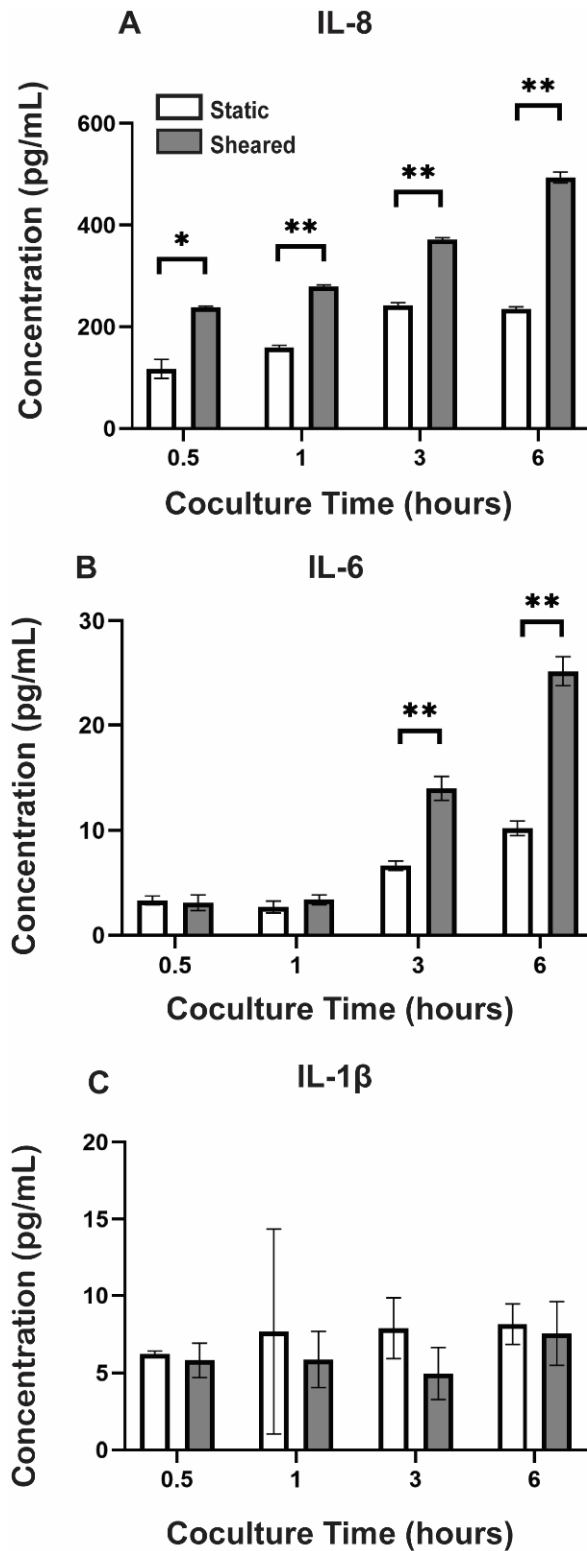 A IL-8
Static
Sheared
Concentration (pg/mL)
600
400
200
0
* ** ** **
0.5 1 3 6
Coculture Time (hours)
B IL-6
Concentration (pg/mL)
30
20
10
0
** **
0.5 1 3 6
Coculture Time (hours)
C IL-1β
Concentration (pg/mL)
20
15
10
5
0
0.5 1 3 6
Coculture Time (hours)